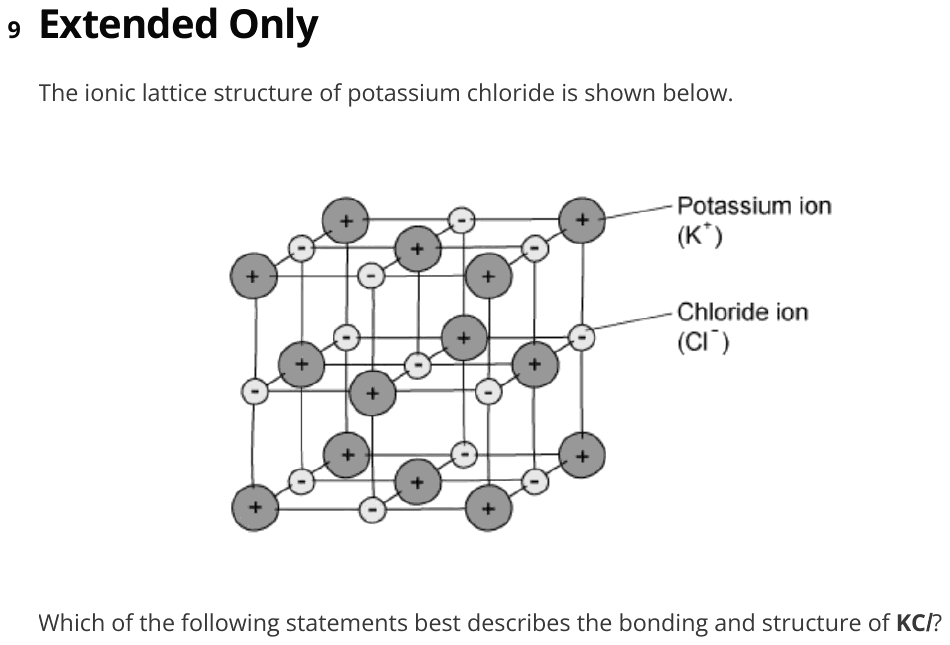 9 Extended Only
The ionic lattice structure of potassium chloride is shown below.
+ - +
- + -
+ - +
Potassium ion
(K⁺)
- + -
+ - +
- + -
Chloride ion
(Cl⁻)
+ - +
- + -
+ - +
Which of the following statements best describes the bonding and structure of KCl?